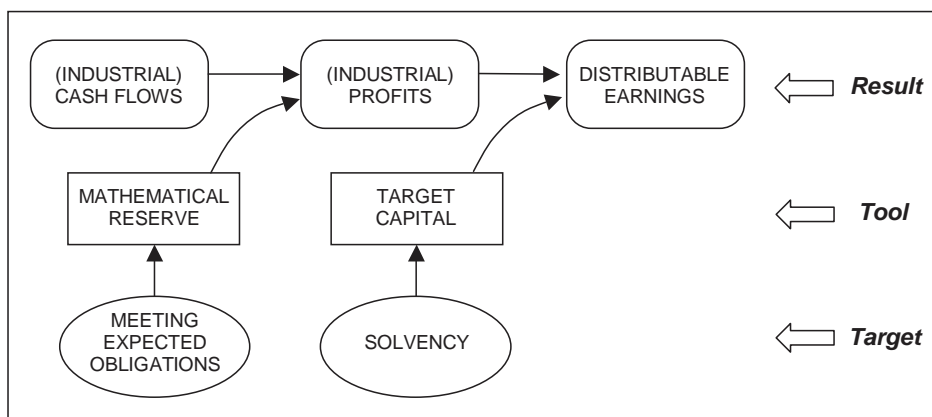 (INDUSTRIAL)
CASH FLOWS
(INDUSTRIAL)
PROFITS
DISTRIBUTABLE
EARNINGS
Result
MATHEMATICAL
RESERVE
TARGET
CAPITAL
Tool
MEETING
EXPECTED
OBLIGATIONS
SOLVENCY
Target